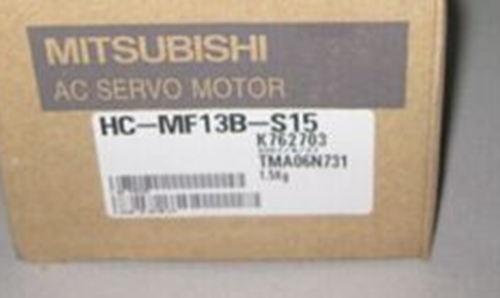 MITSUBISHI
AC SERVO MOTOR
HC-MF13B-S15
K762703
TMA06N731
1.5Kg